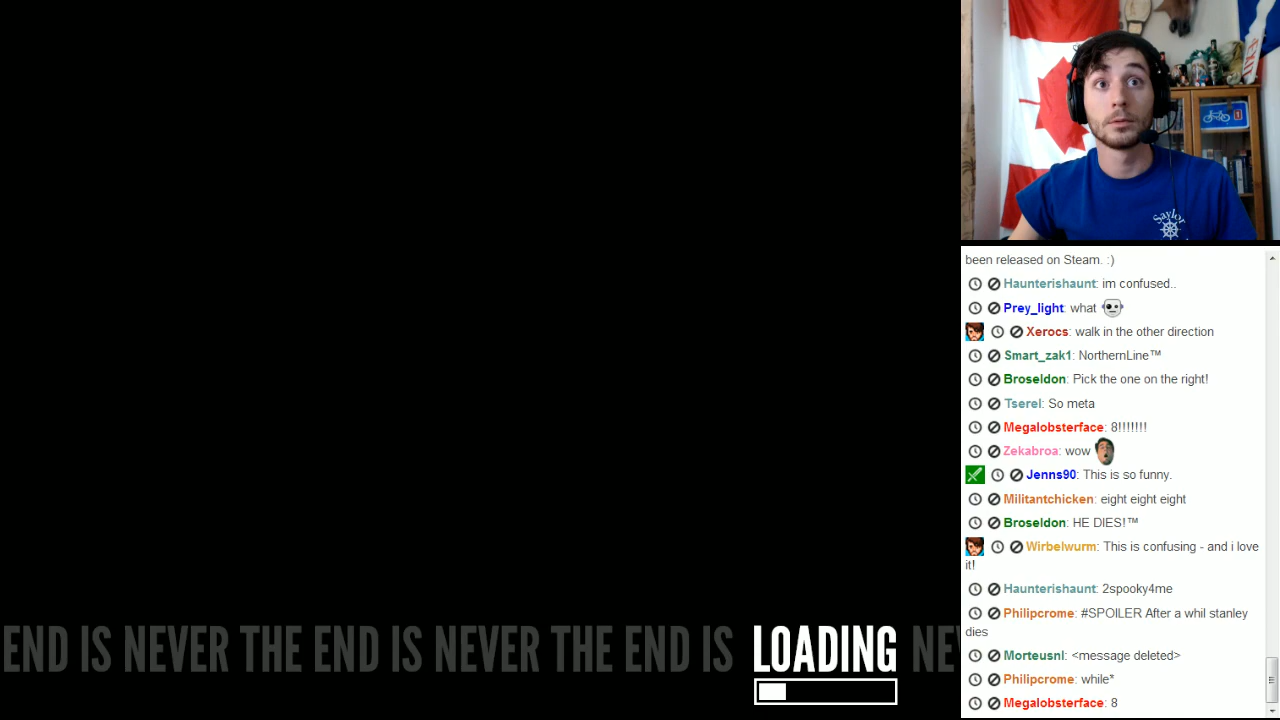 Saylor
1
been released on Steam. :)
Haunterishaunt: im confused..
Prey_light: what
Xerocs: walk in the other direction
Smart_zak1: NorthernLine™
Broseldon: Pick the one on the right!
Tserel: So meta
Megalobsterface: 8!!!!!!!
Zekabroa: wow
Jenns90: This is so funny.
Militantchicken: eight eight eight
Broseldon: HE DIES!™
Wirbelwurm: This is confusing - and i love
it!
Haunterishaunt: 2spooky4me
Philipcrome: #SPOILER After a whil stanley
dies
Morteusnl: <message deleted>
Philipcrome: while*
Megalobsterface: 8
END IS NEVER THE END IS NEVER THE END IS LOADING NEV